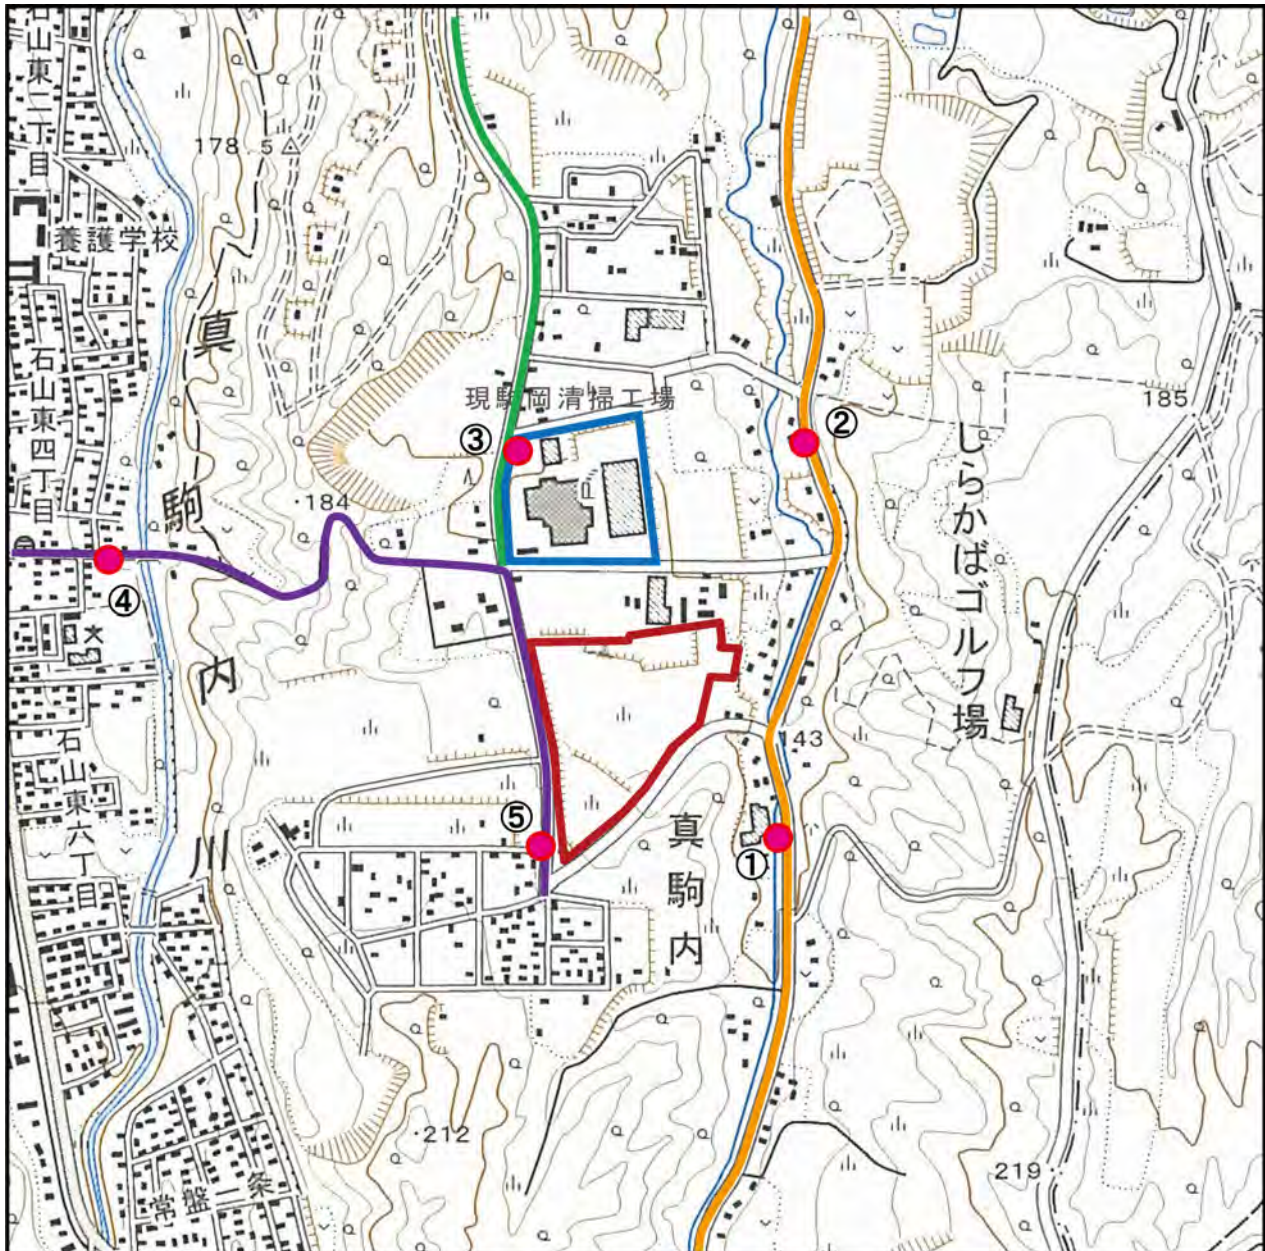 石山東二丁目
178.5
養護学校
石山東四丁目
真駒内川
現駒岡清掃工場
185
③
②
・184
しらかばゴルフ場
④
143
石山東六丁目
⑤
①
真駒内
・212
219・
常盤一条